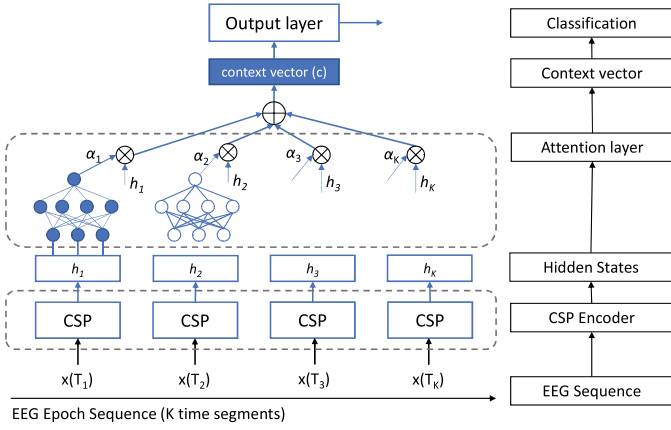 Output layer
context vector (c)
α1
h1
α2
h2
α3
h3
αK
hK
h1
h2
h3
hK
CSP
CSP
CSP
CSP
x(T1)
x(T2)
x(T3)
x(TK)
EEG Epoch Sequence (K time segments)
Classification
Context vector
Attention layer
Hidden States
CSP Encoder
EEG Sequence